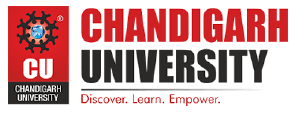 ®
CU
CHANDIGARH
UNIVERSITY
CHANDIGARH
UNIVERSITY
Discover. Learn. Empower.